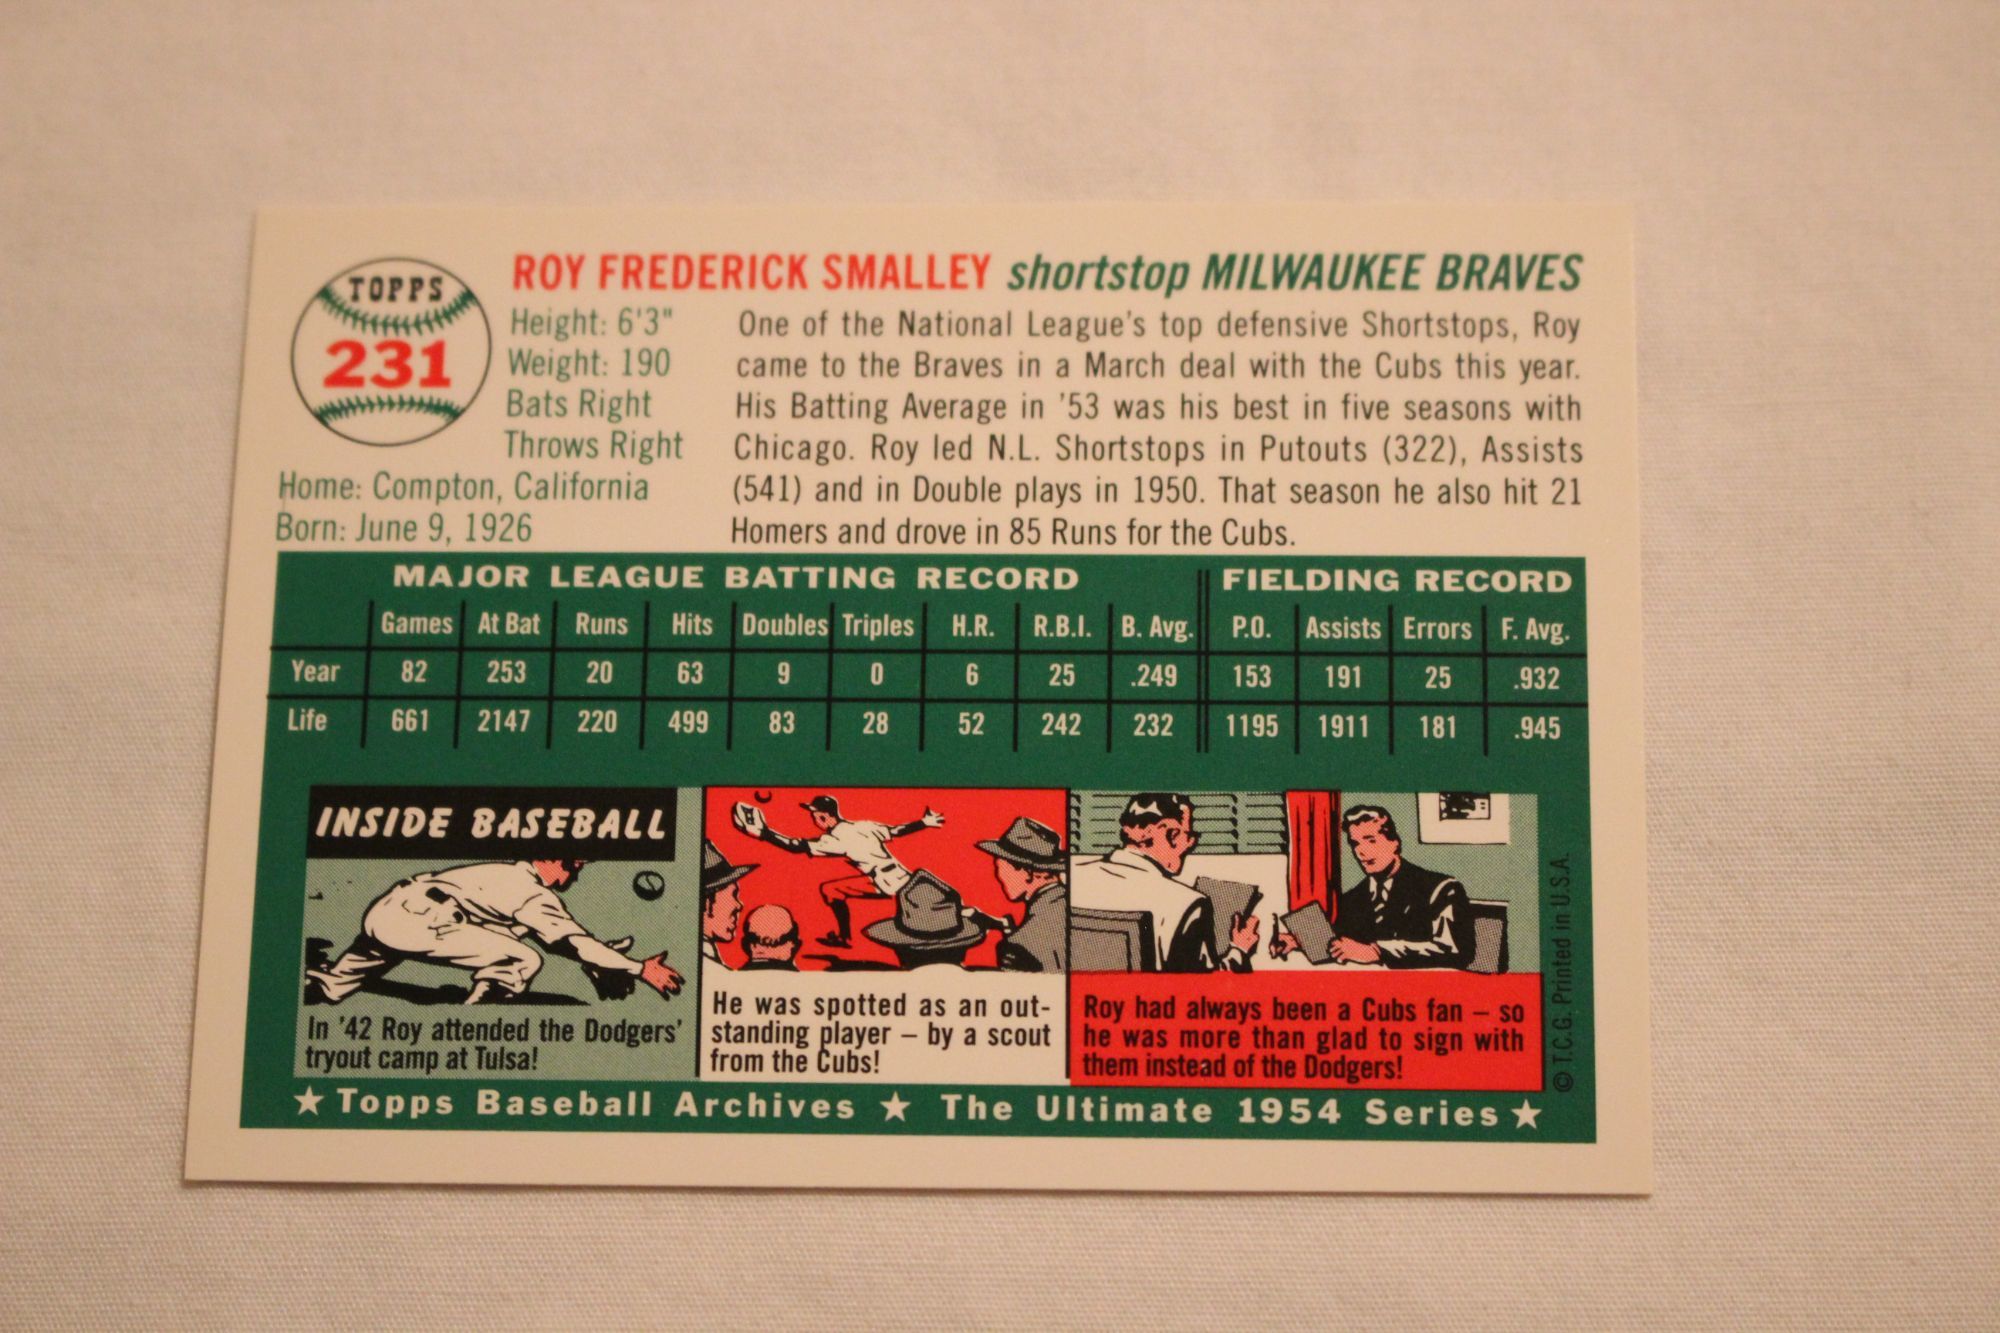 TOPPS
231
ROY FREDERICK SMALLEY shortstop MILWAUKEE BRAVES
Height: 6'3"
Weight: 190
Bats Right
Throws Right
Home: Compton, California
Born: June 9, 1926
One of the National League's top defensive Shortstops, Roy
came to the Braves in a March deal with the Cubs this year.
His Batting Average in '53 was his best in five seasons with
Chicago. Roy led N.L. Shortstops in Putouts (322), Assists
(541) and in Double plays in 1950. That season he also hit 21
Homers and drove in 85 Runs for the Cubs.
MAJOR LEAGUE BATTING RECORD FIELDING RECORD
Games At Bat Runs Hits Doubles Triples H.R. R.B.I. B. Avg. P.O. Assists Errors F. Avg.
Year 82 253 20 63 9 0 6 25 .249 153 191 25 .932
Life 661 2147 220 499 83 28 52 242 232 1195 1911 181 .945
INSIDE BASEBALL
In '42 Roy attended the Dodgers'
tryout camp at Tulsa!
He was spotted as an out-
standing player – by a scout
from the Cubs!
Roy had always been a Cubs fan – so
he was more than glad to sign with
them instead of the Dodgers!
© T.C.G. Printed in U.S.A.
★ Topps Baseball Archives ★ The Ultimate 1954 Series ★